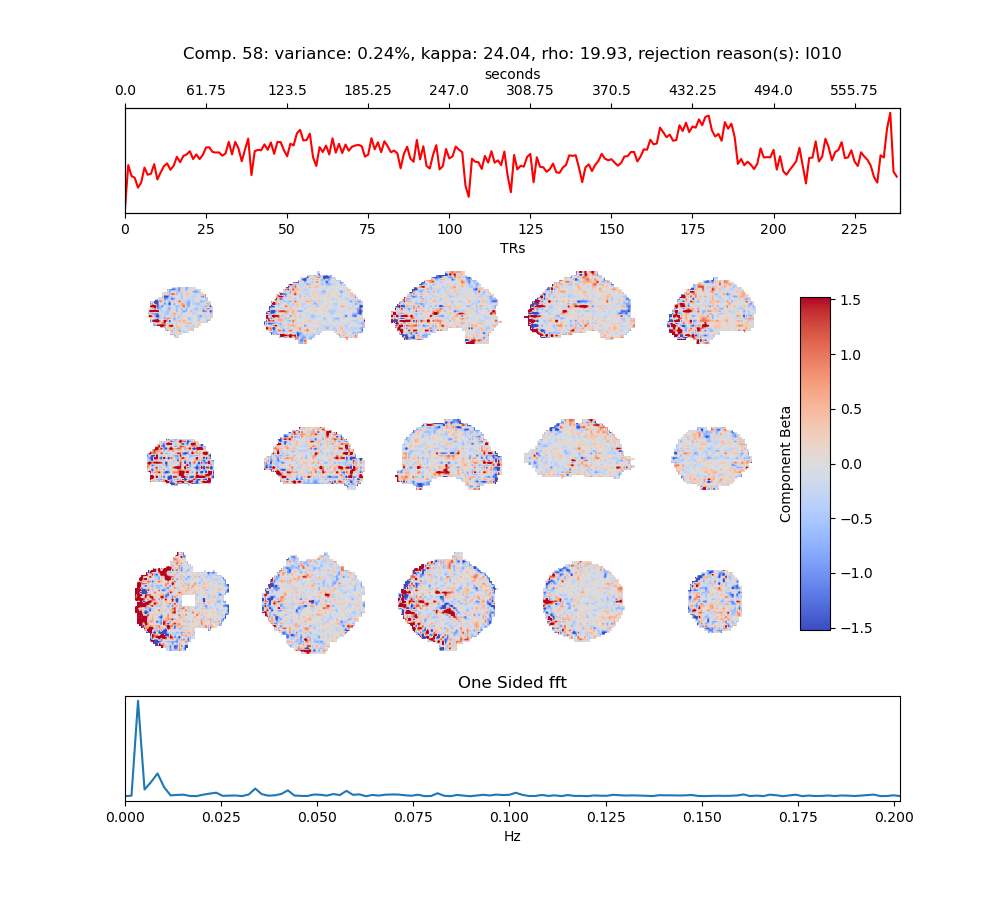 Comp. 58: variance: 0.24%, kappa: 24.04, rho: 19.93, rejection reason(s): I010
seconds
0.0 61.75 123.5 185.25 247.0 308.75 370.5 432.25 494.0 555.75
0 25 50 75 100 125 150 175 200 225
TRs
1.5
1.0
0.5
0.0
−0.5
−1.0
−1.5
Component Beta
One Sided fft
0.000 0.025 0.050 0.075 0.100 0.125 0.150 0.175 0.200
Hz